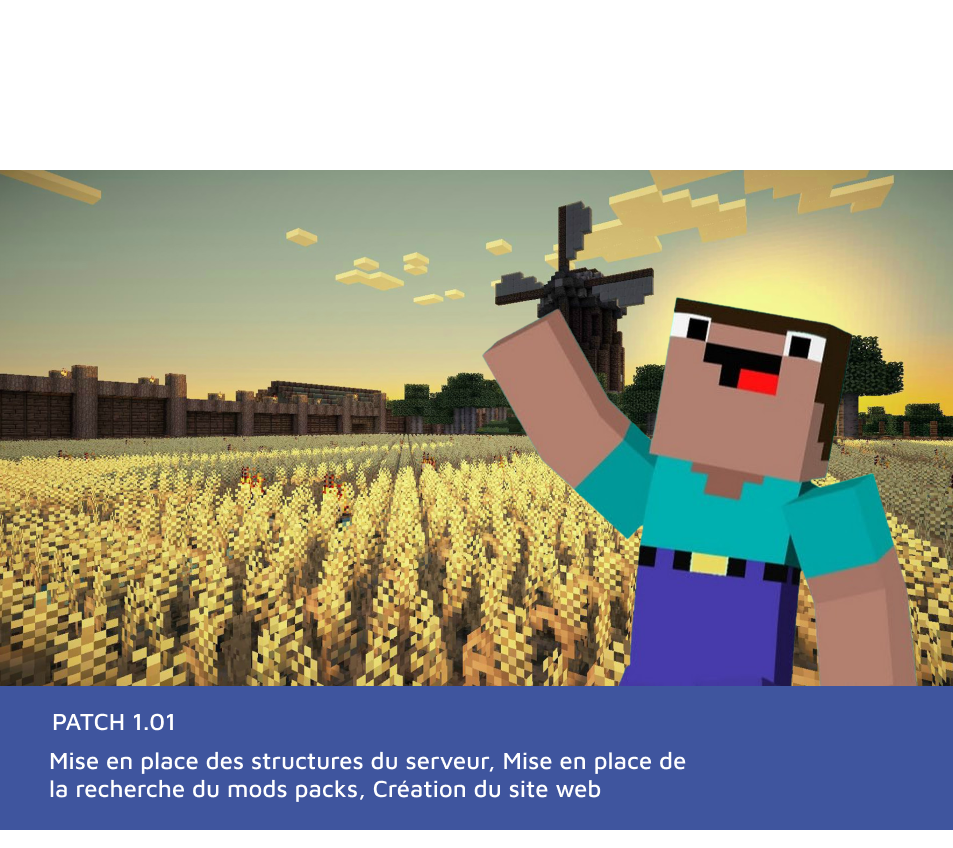 PATCH 1.01
Mise en place des structures du serveur, Mise en place de
la recherche du mods packs, Création du site web